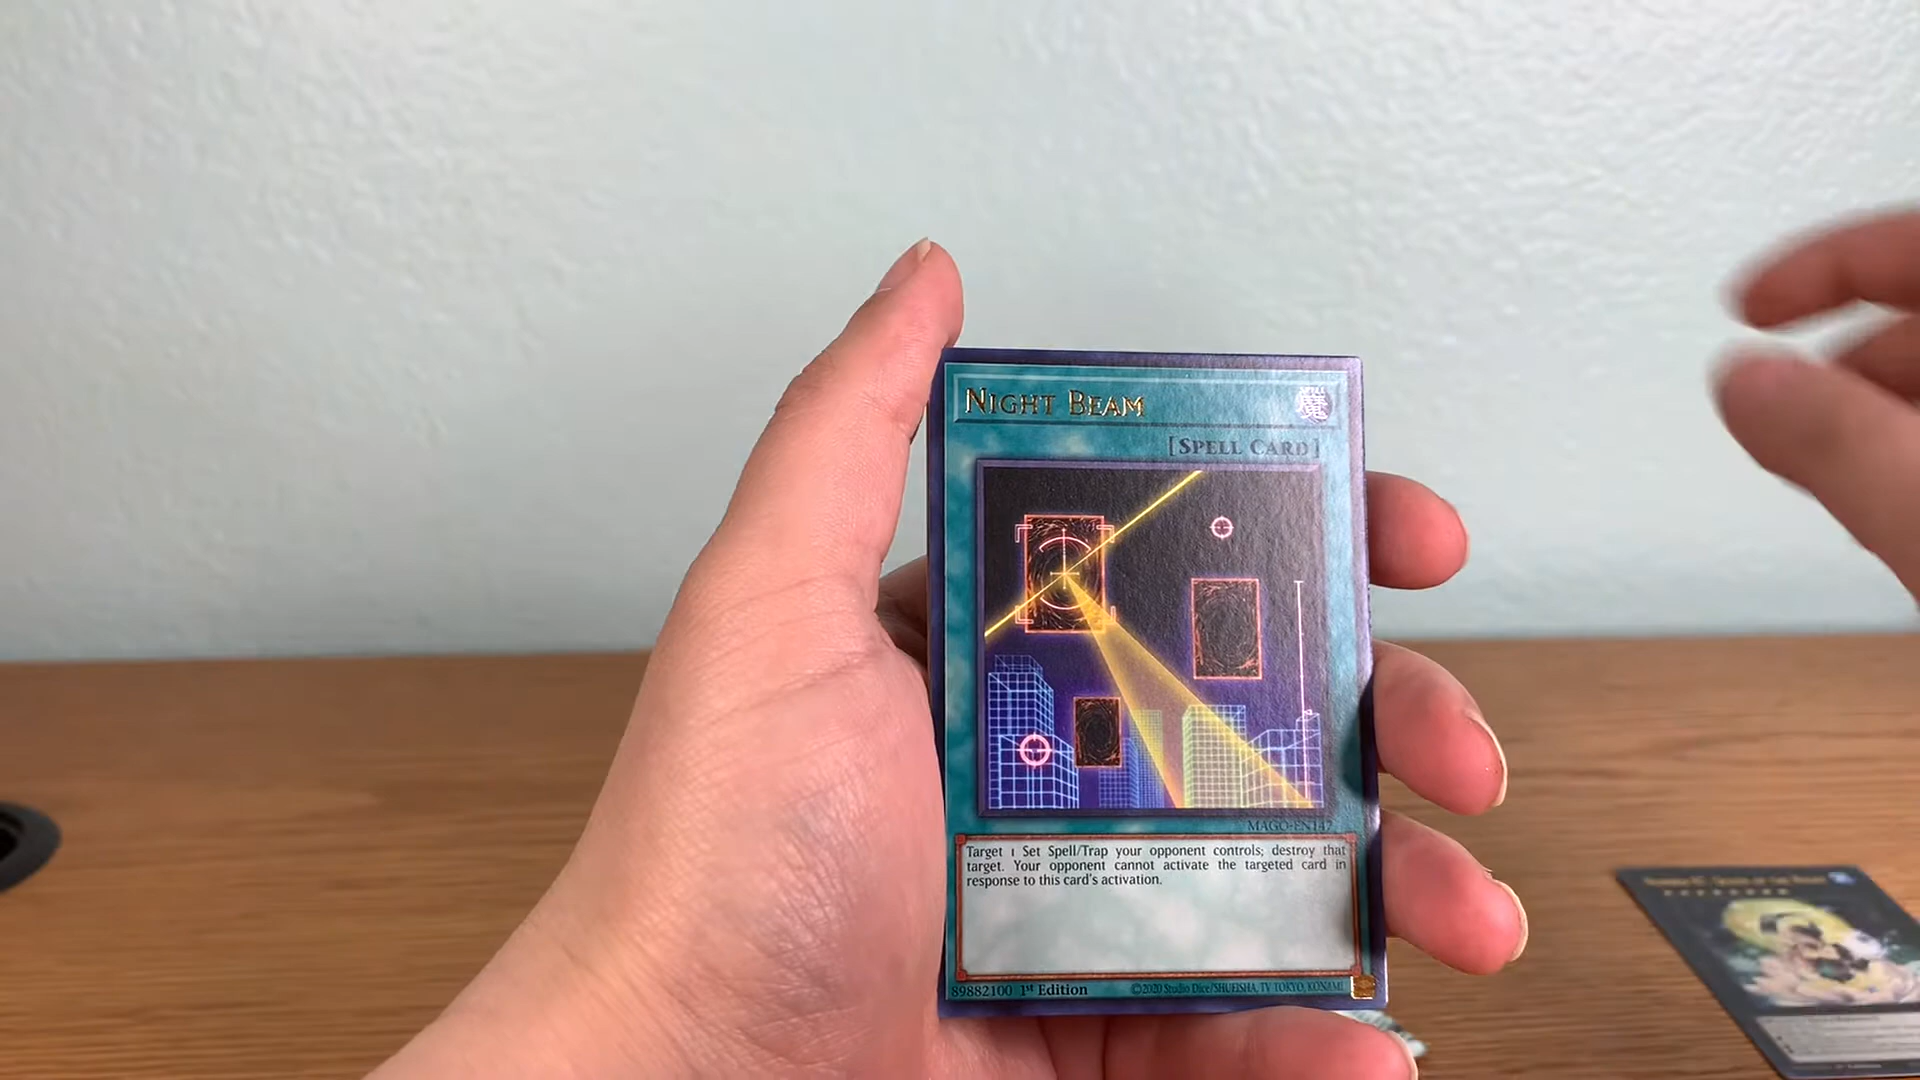 NIGHT BEAM
[SPELL CARD]
MAGO-EN147
Target 1 Set Spell/Trap your opponent controls; destroy that
target. Your opponent cannot activate the targeted card in
response to this card's activation.
89882100 1st Edition
©2020 Studio Dice/SHUEISHA, TV TOKYO, KONAMI